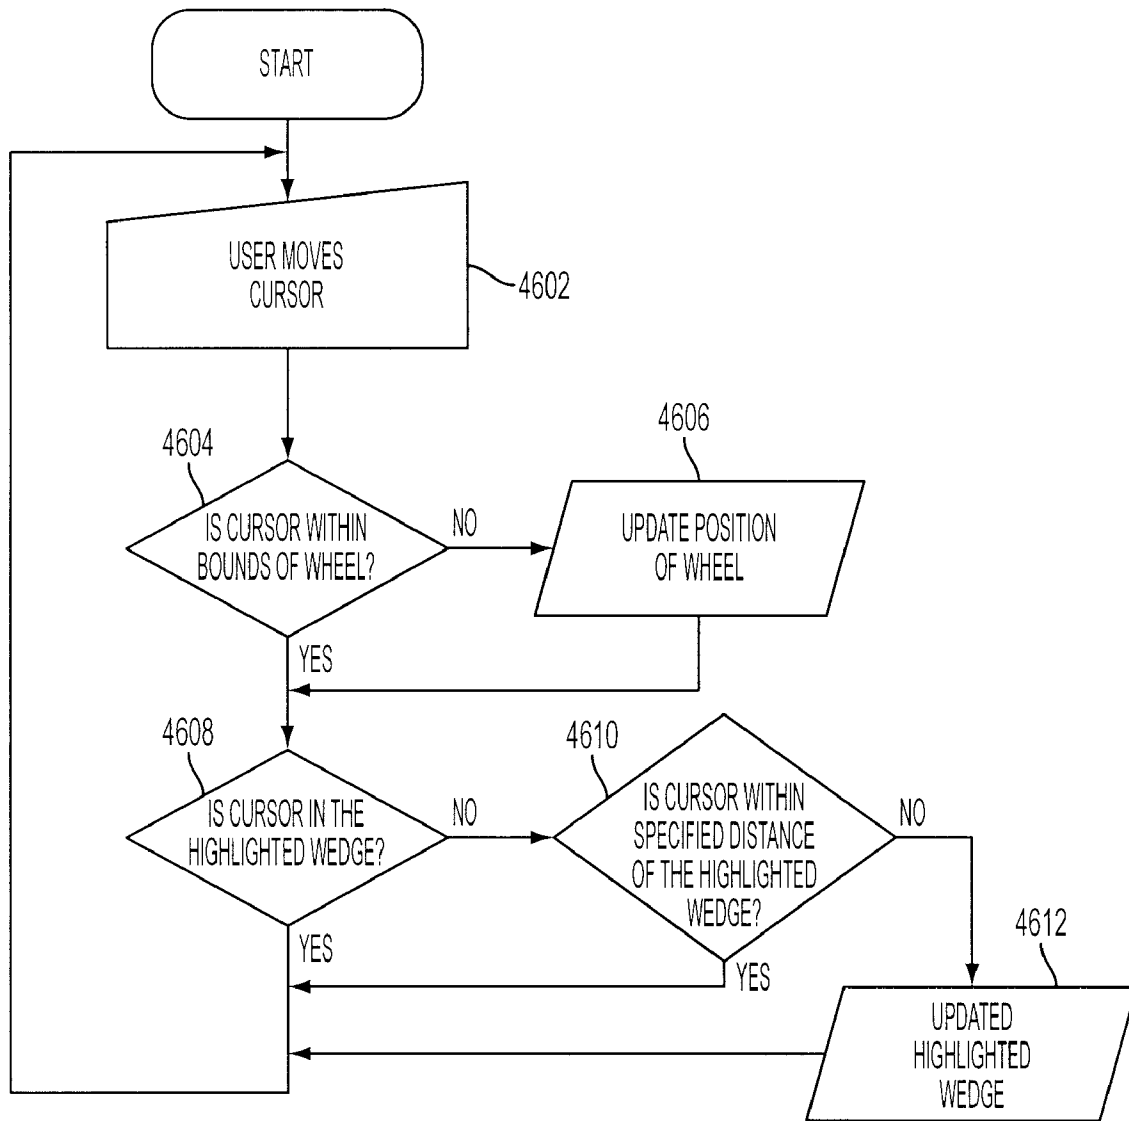 START
USER MOVES
CURSOR
4602
4604
IS CURSOR WITHIN
BOUNDS OF WHEEL?
NO
4606
UPDATE POSITION
OF WHEEL
YES
4608
IS CURSOR IN THE
HIGHLIGHTED WEDGE?
NO
4610
IS CURSOR WITHIN
SPECIFIED DISTANCE
OF THE HIGHLIGHTED
WEDGE?
NO
YES
YES
4612
UPDATED
HIGHLIGHTED
WEDGE